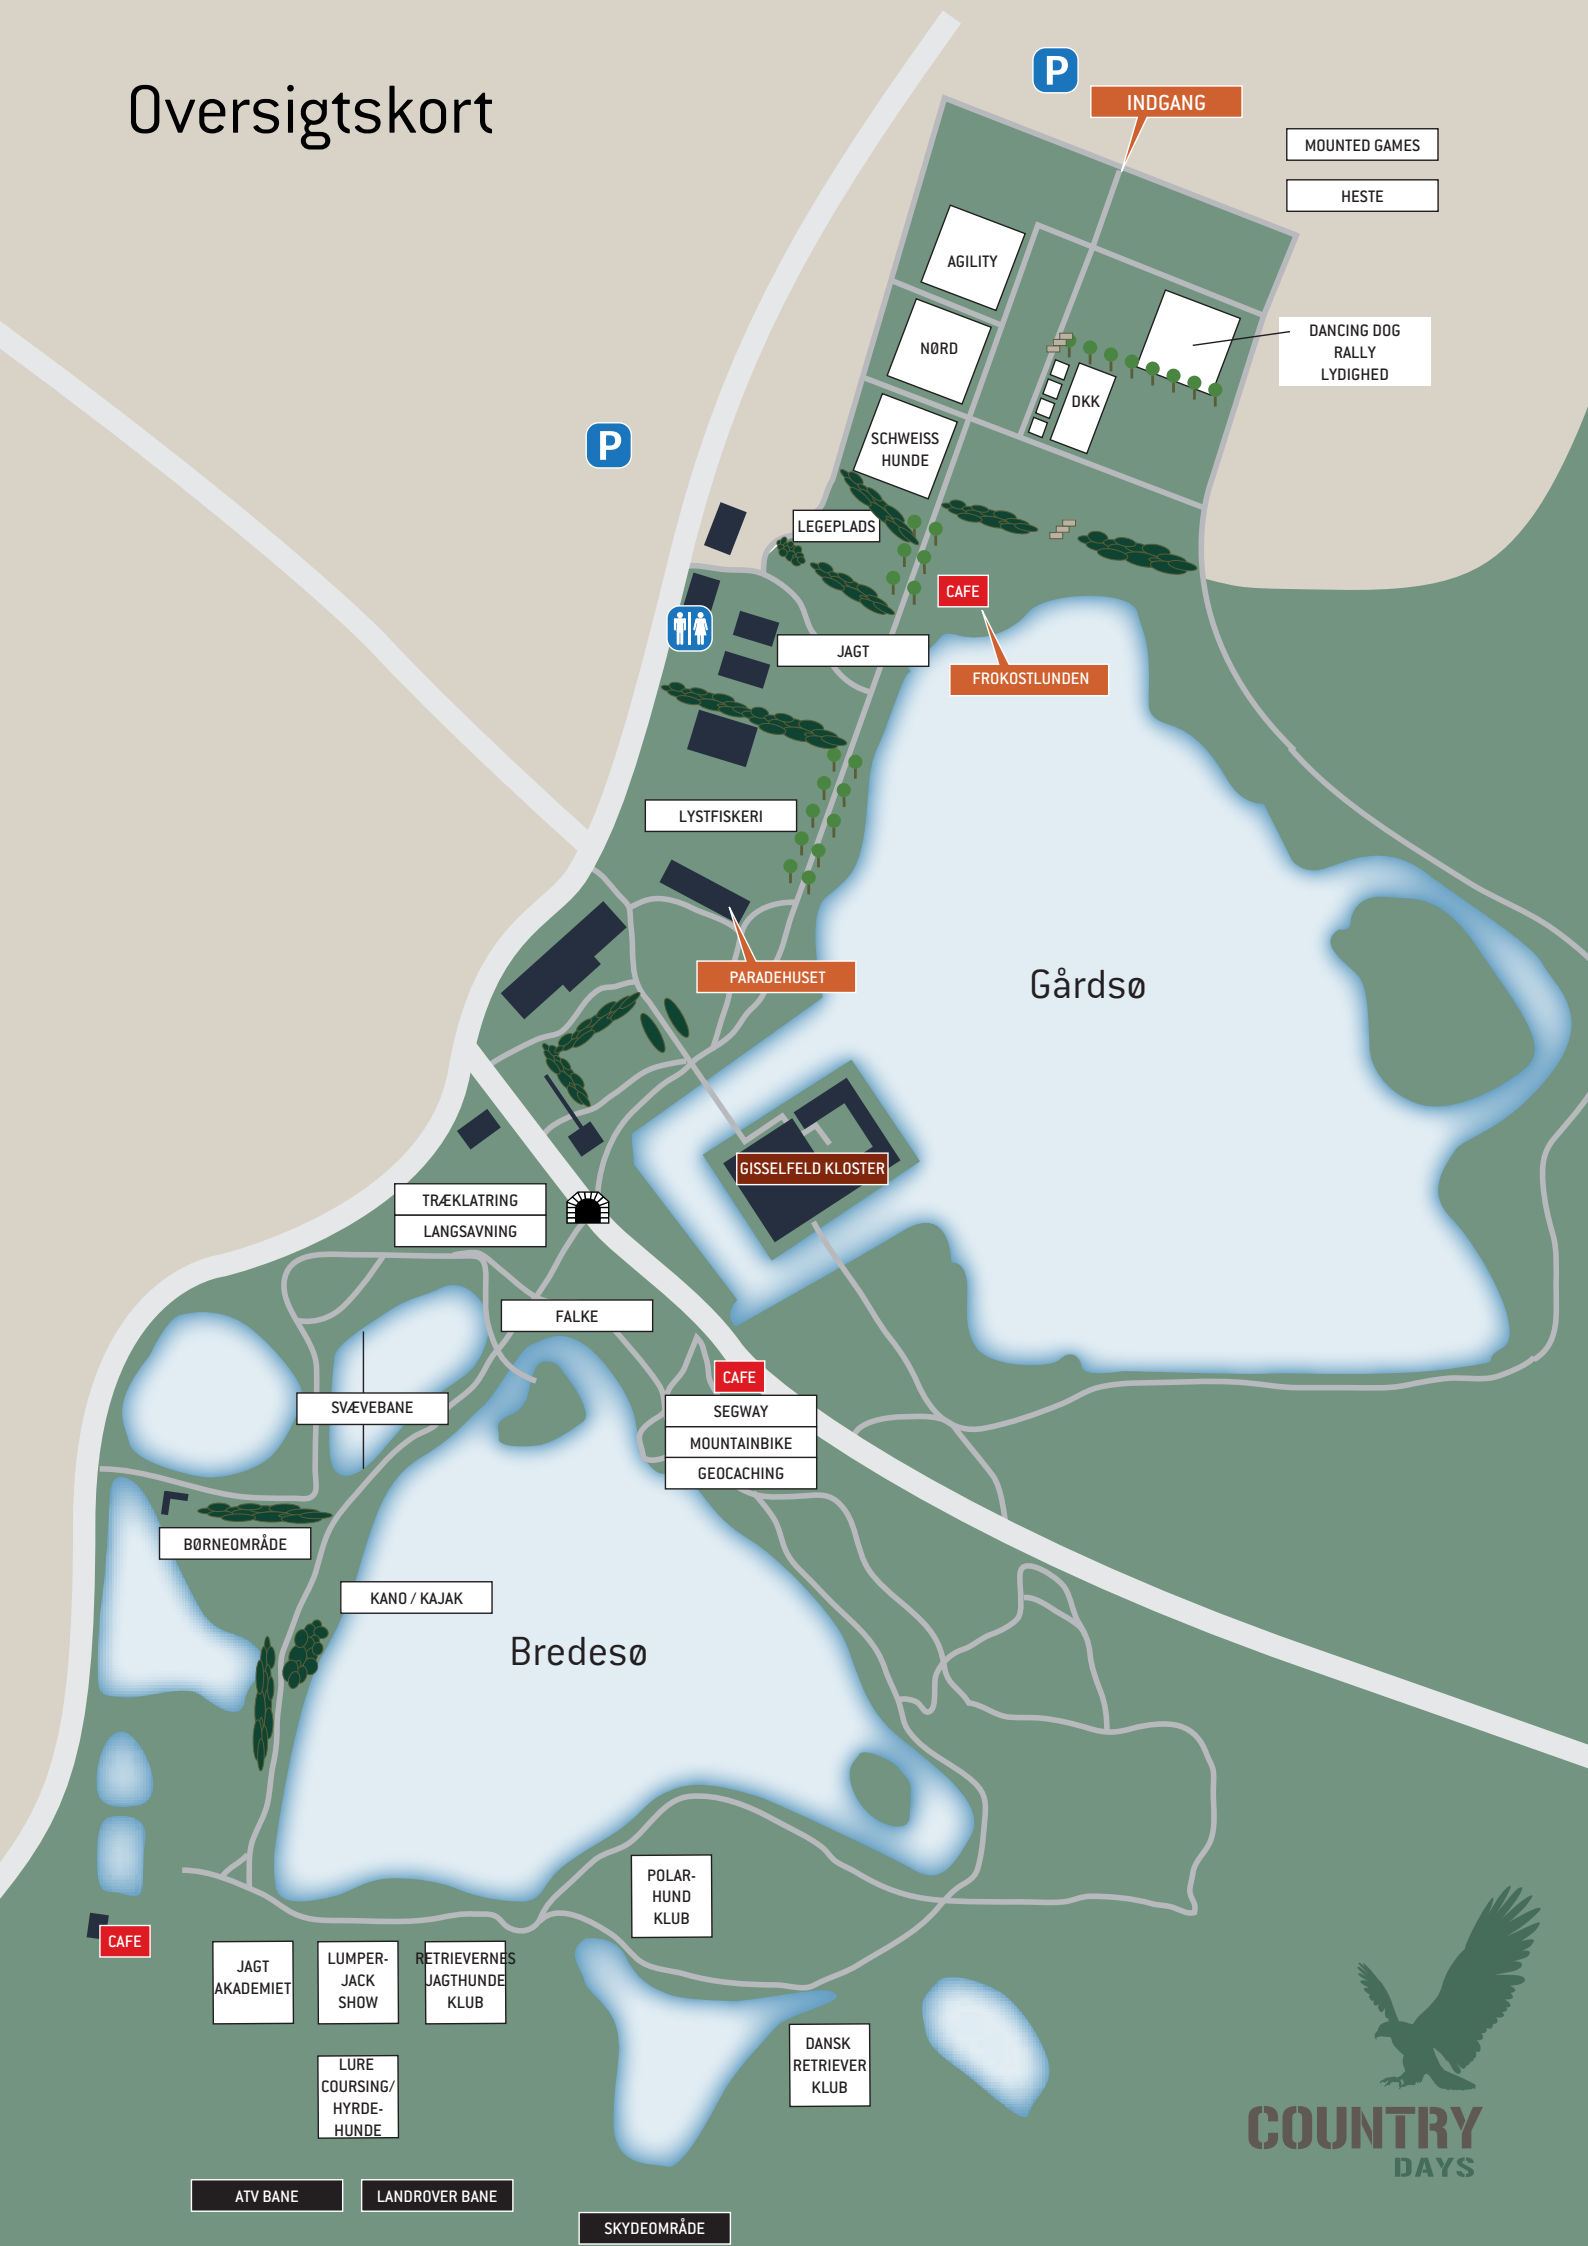 Oversigtskort
P
INDGANG
MOUNTED GAMES
HESTE
AGILITY
NØRD
DANCING DOG
RALLY
LYDIGHED
DKK
SCHWEISS
HUNDE
P
LEGEPLADS
CAFE
JAGT
FROKOSTLUNDEN
LYSTFISKERI
PARADEHUSET
Gårdsø
GISSELFELD KLOSTER
TRÆKLATRING
LANGSAVNING
FALKE
CAFE
SVÆVEBANE
SEGWAY
MOUNTAINBIKE
GEOCACHING
BØRNEOMRÅDE
KANO / KAJAK
Bredesø
POLAR-
HUND
KLUB
CAFE
JAGT
AKADEMIET
LUMPER-
JACK
SHOW
RETRIEVERNES
JAGTHUNDE
KLUB
DANSK
RETRIEVER
KLUB
LURE
COURSING/
HYRDE-
HUNDE
COUNTRY
DAYS
ATV BANE
LANDROVER BANE
SKYDEOMRÅDE